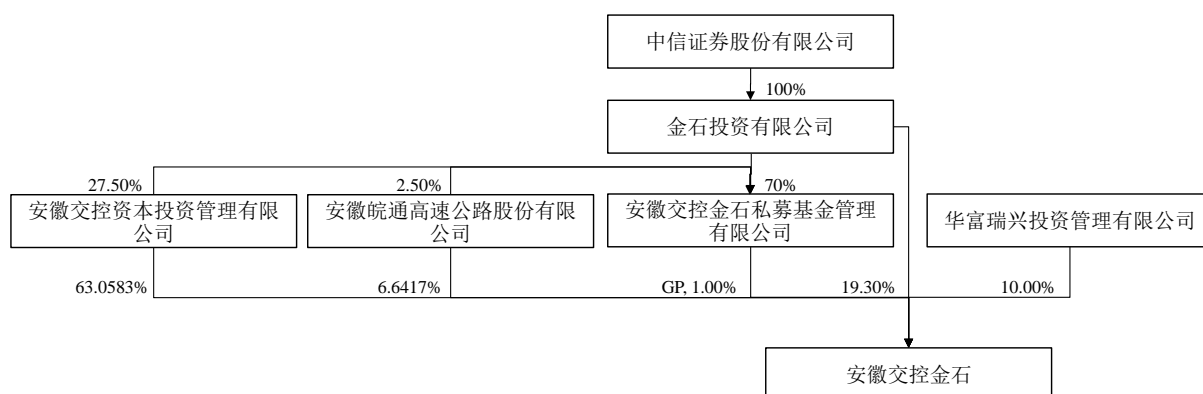 中信证券股份有限公司
100%
金石投资有限公司
27.50%
2.50%
70%
安徽交控资本投资管理有限
公司
安徽皖通高速公路股份有限
公司
安徽交控金石私募基金管理
有限公司
华富瑞兴投资管理有限公司
63.0583%
6.6417%
GP, 1.00%
19.30%
10.00%
安徽交控金石